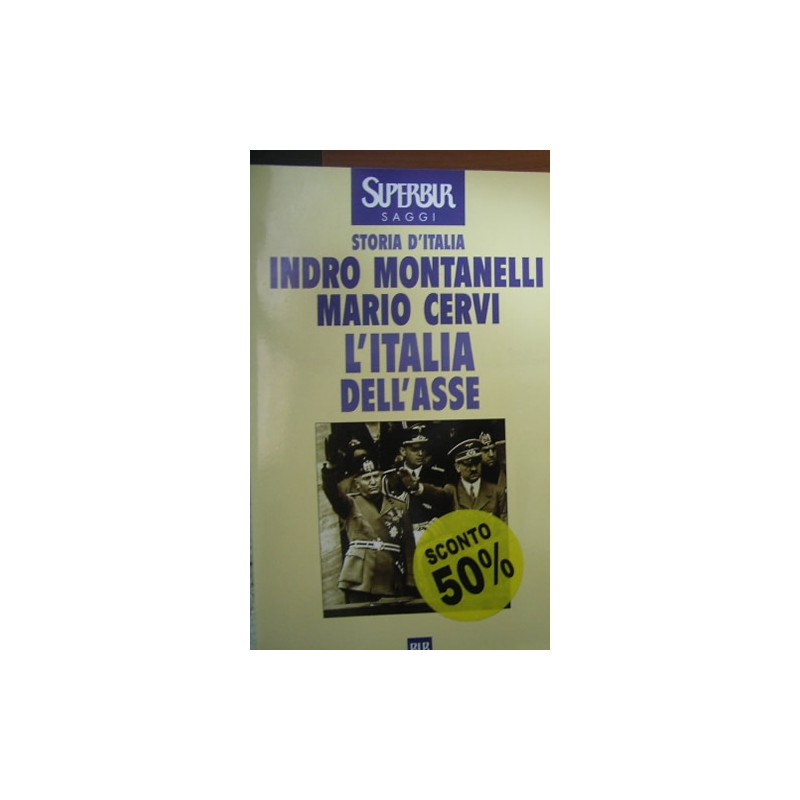 SUPERBUR
SAGGI
STORIA D'ITALIA
INDRO MONTANELLI
MARIO CERVI
L'ITALIA
DELL'ASSE
SCONTO
50%
BUR